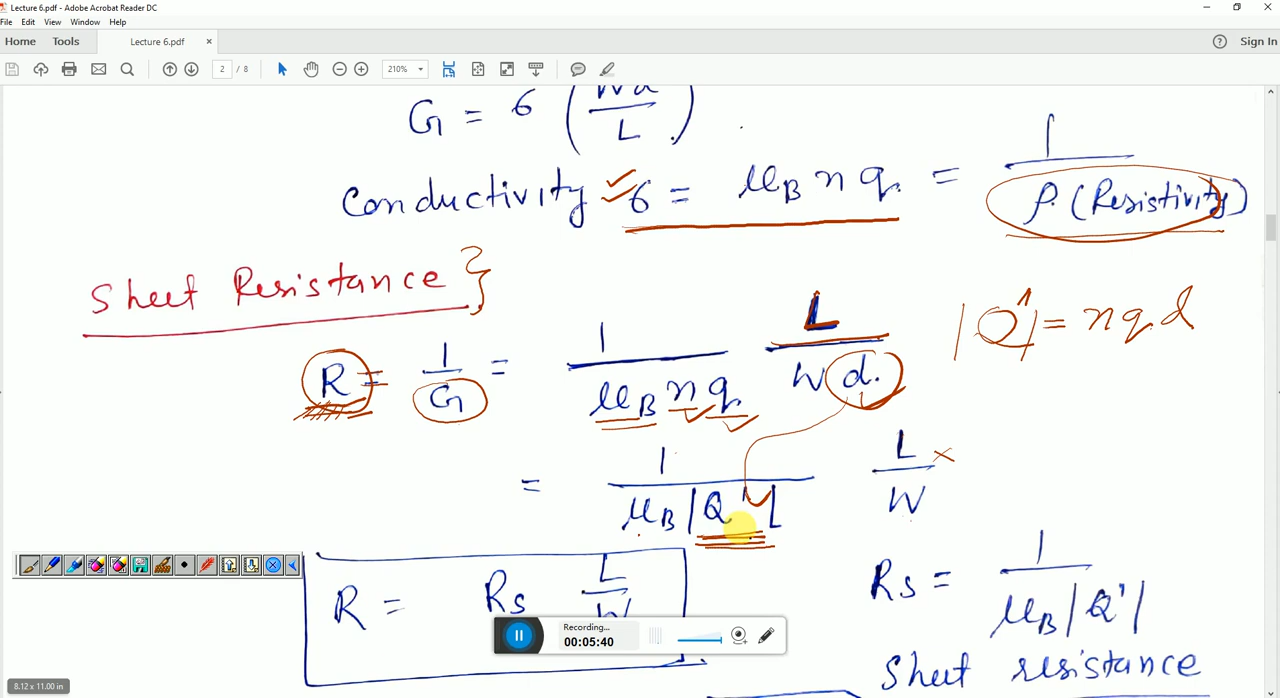 Lecture 6.pdf - Adobe Acrobat Reader DC
File Edit View Window Help
Home Tools Lecture 6.pdf × ? Sign In
2 / 8 210%
G = σ (Wd / L)
Conductivity σ = μB n q = 1 / ρ (Resistivity)
Sheet Resistance }
R = 1 / G = 1 / μB n q L / W d. |Q'| = n q d
= 1 / μB |Q'| L / W ×
R = Rs L / W
Rs = 1 / μB |Q'|
Recording...
00:05:40
Sheet resistance
8.12 x 11.00 in